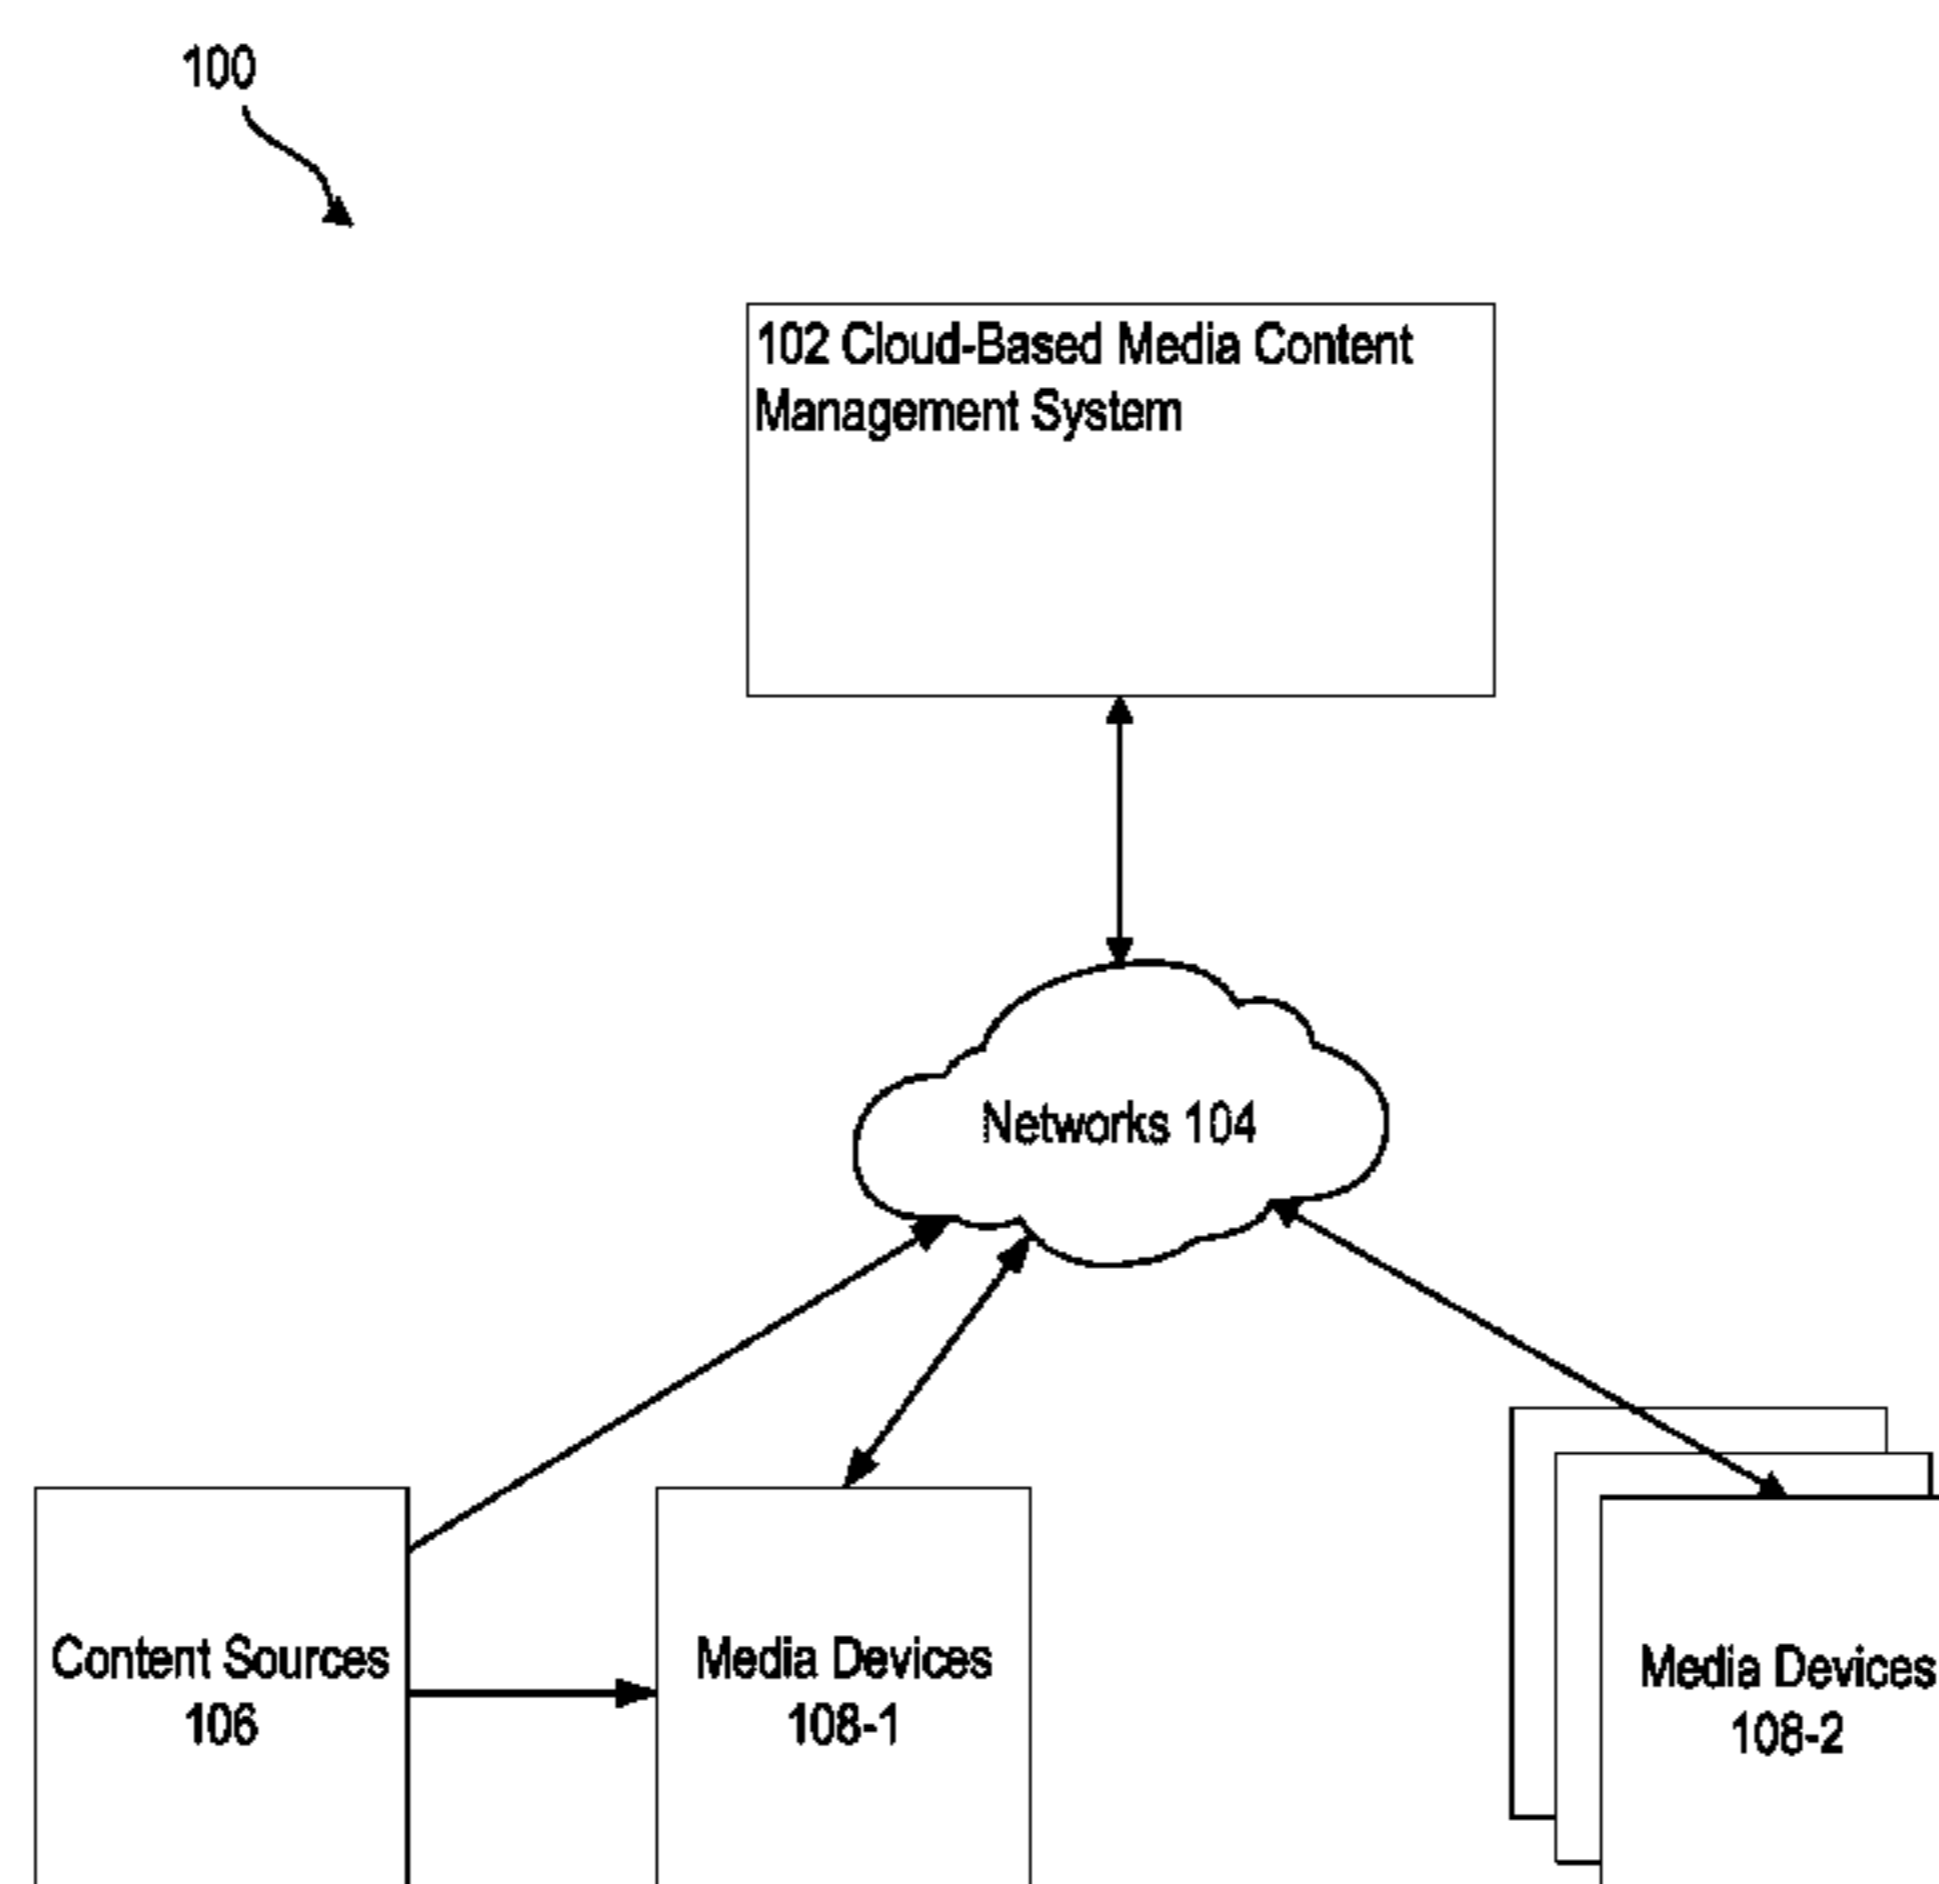 100
102 Cloud-Based Media Content
Management System
Networks 104
Content Sources
106
Media Devices
108-1
Media Devices
108-2